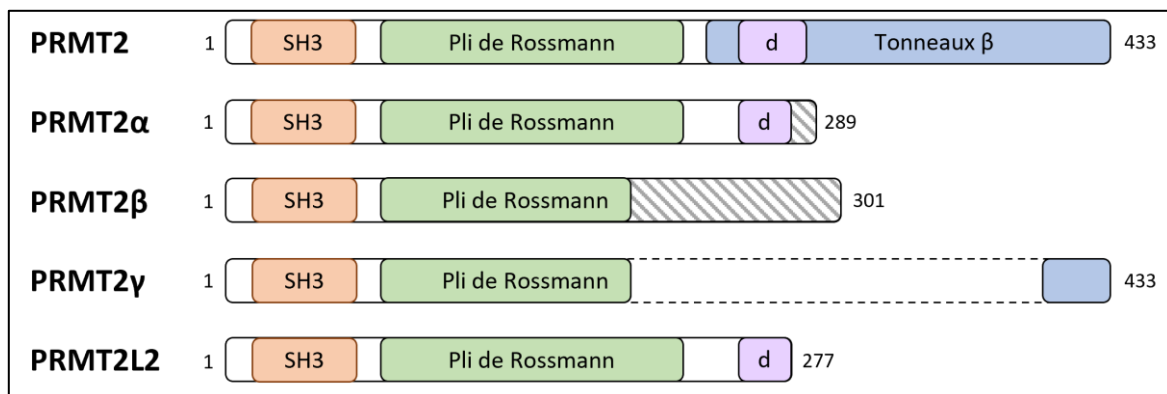 PRMT2 1 SH3 Pli de Rossmann d Tonneaux β 433
PRMT2α 1 SH3 Pli de Rossmann d 289
PRMT2β 1 SH3 Pli de Rossmann 301
PRMT2γ 1 SH3 Pli de Rossmann 433
PRMT2L2 1 SH3 Pli de Rossmann d 277